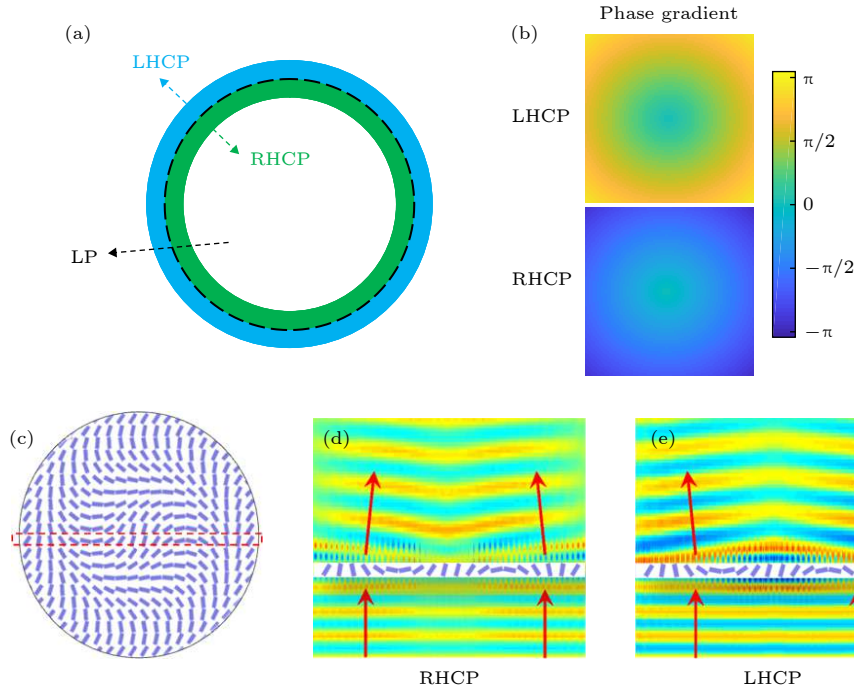 (a)
LHCP
RHCP
LP
(b)
Phase gradient
LHCP
RHCP
π
π/2
0
−π/2
−π
(c)
(d)
(e)
RHCP
LHCP